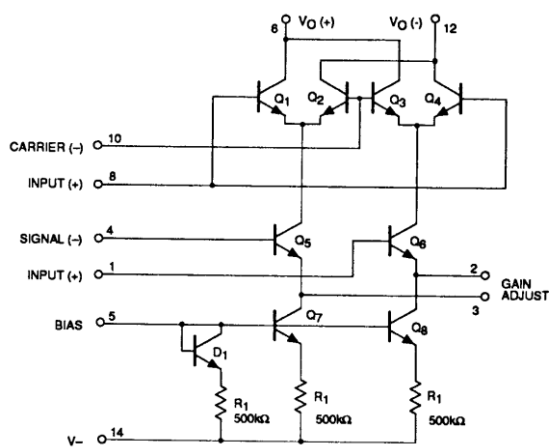 6 VO (+) VO (-) 12
Q1 Q2 Q3 Q4
CARRIER (–) 10
INPUT (+) 8
SIGNAL (–) 4 Q5 Q6
INPUT (+) 1
2 GAIN
ADJUST
3
BIAS 5 Q7 Q8
D1
R1 R1 R1
500kΩ 500kΩ 500kΩ
V– 14